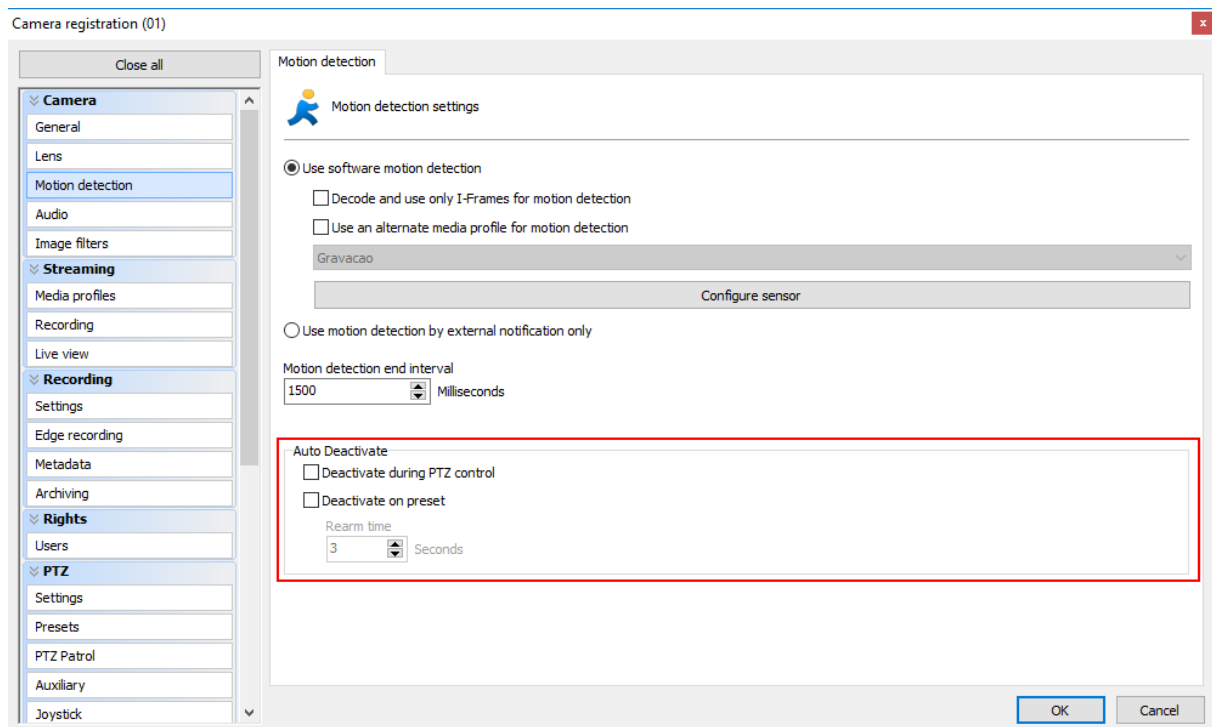 Camera registration (01)
x
Close all
Camera
General
Lens
Motion detection
Audio
Image filters
Streaming
Media profiles
Recording
Live view
Recording
Settings
Edge recording
Metadata
Archiving
Rights
Users
PTZ
Settings
Presets
PTZ Patrol
Auxiliary
Joystick
Motion detection
Motion detection settings
Use software motion detection
Decode and use only I-Frames for motion detection
Use an alternate media profile for motion detection
Gravacao
Configure sensor
Use motion detection by external notification only
Motion detection end interval
1500 Milliseconds
Auto Deactivate
Deactivate during PTZ control
Deactivate on preset
Rearm time
3 Seconds
OK Cancel